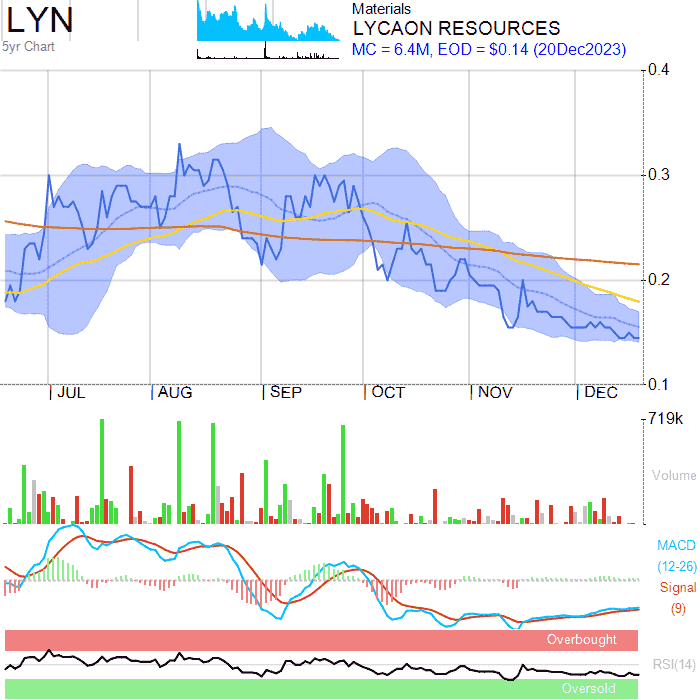 LYN
5yr Chart
Materials
LYCAON RESOURCES
MC = 6.4M, EOD = $0.14 (20Dec2023)
0.4
0.3
0.2
0.1
JUL AUG SEP OCT NOV DEC
719k
Volume
MACD
(12-26)
Signal
(9)
Overbought
RSI(14)
Oversold